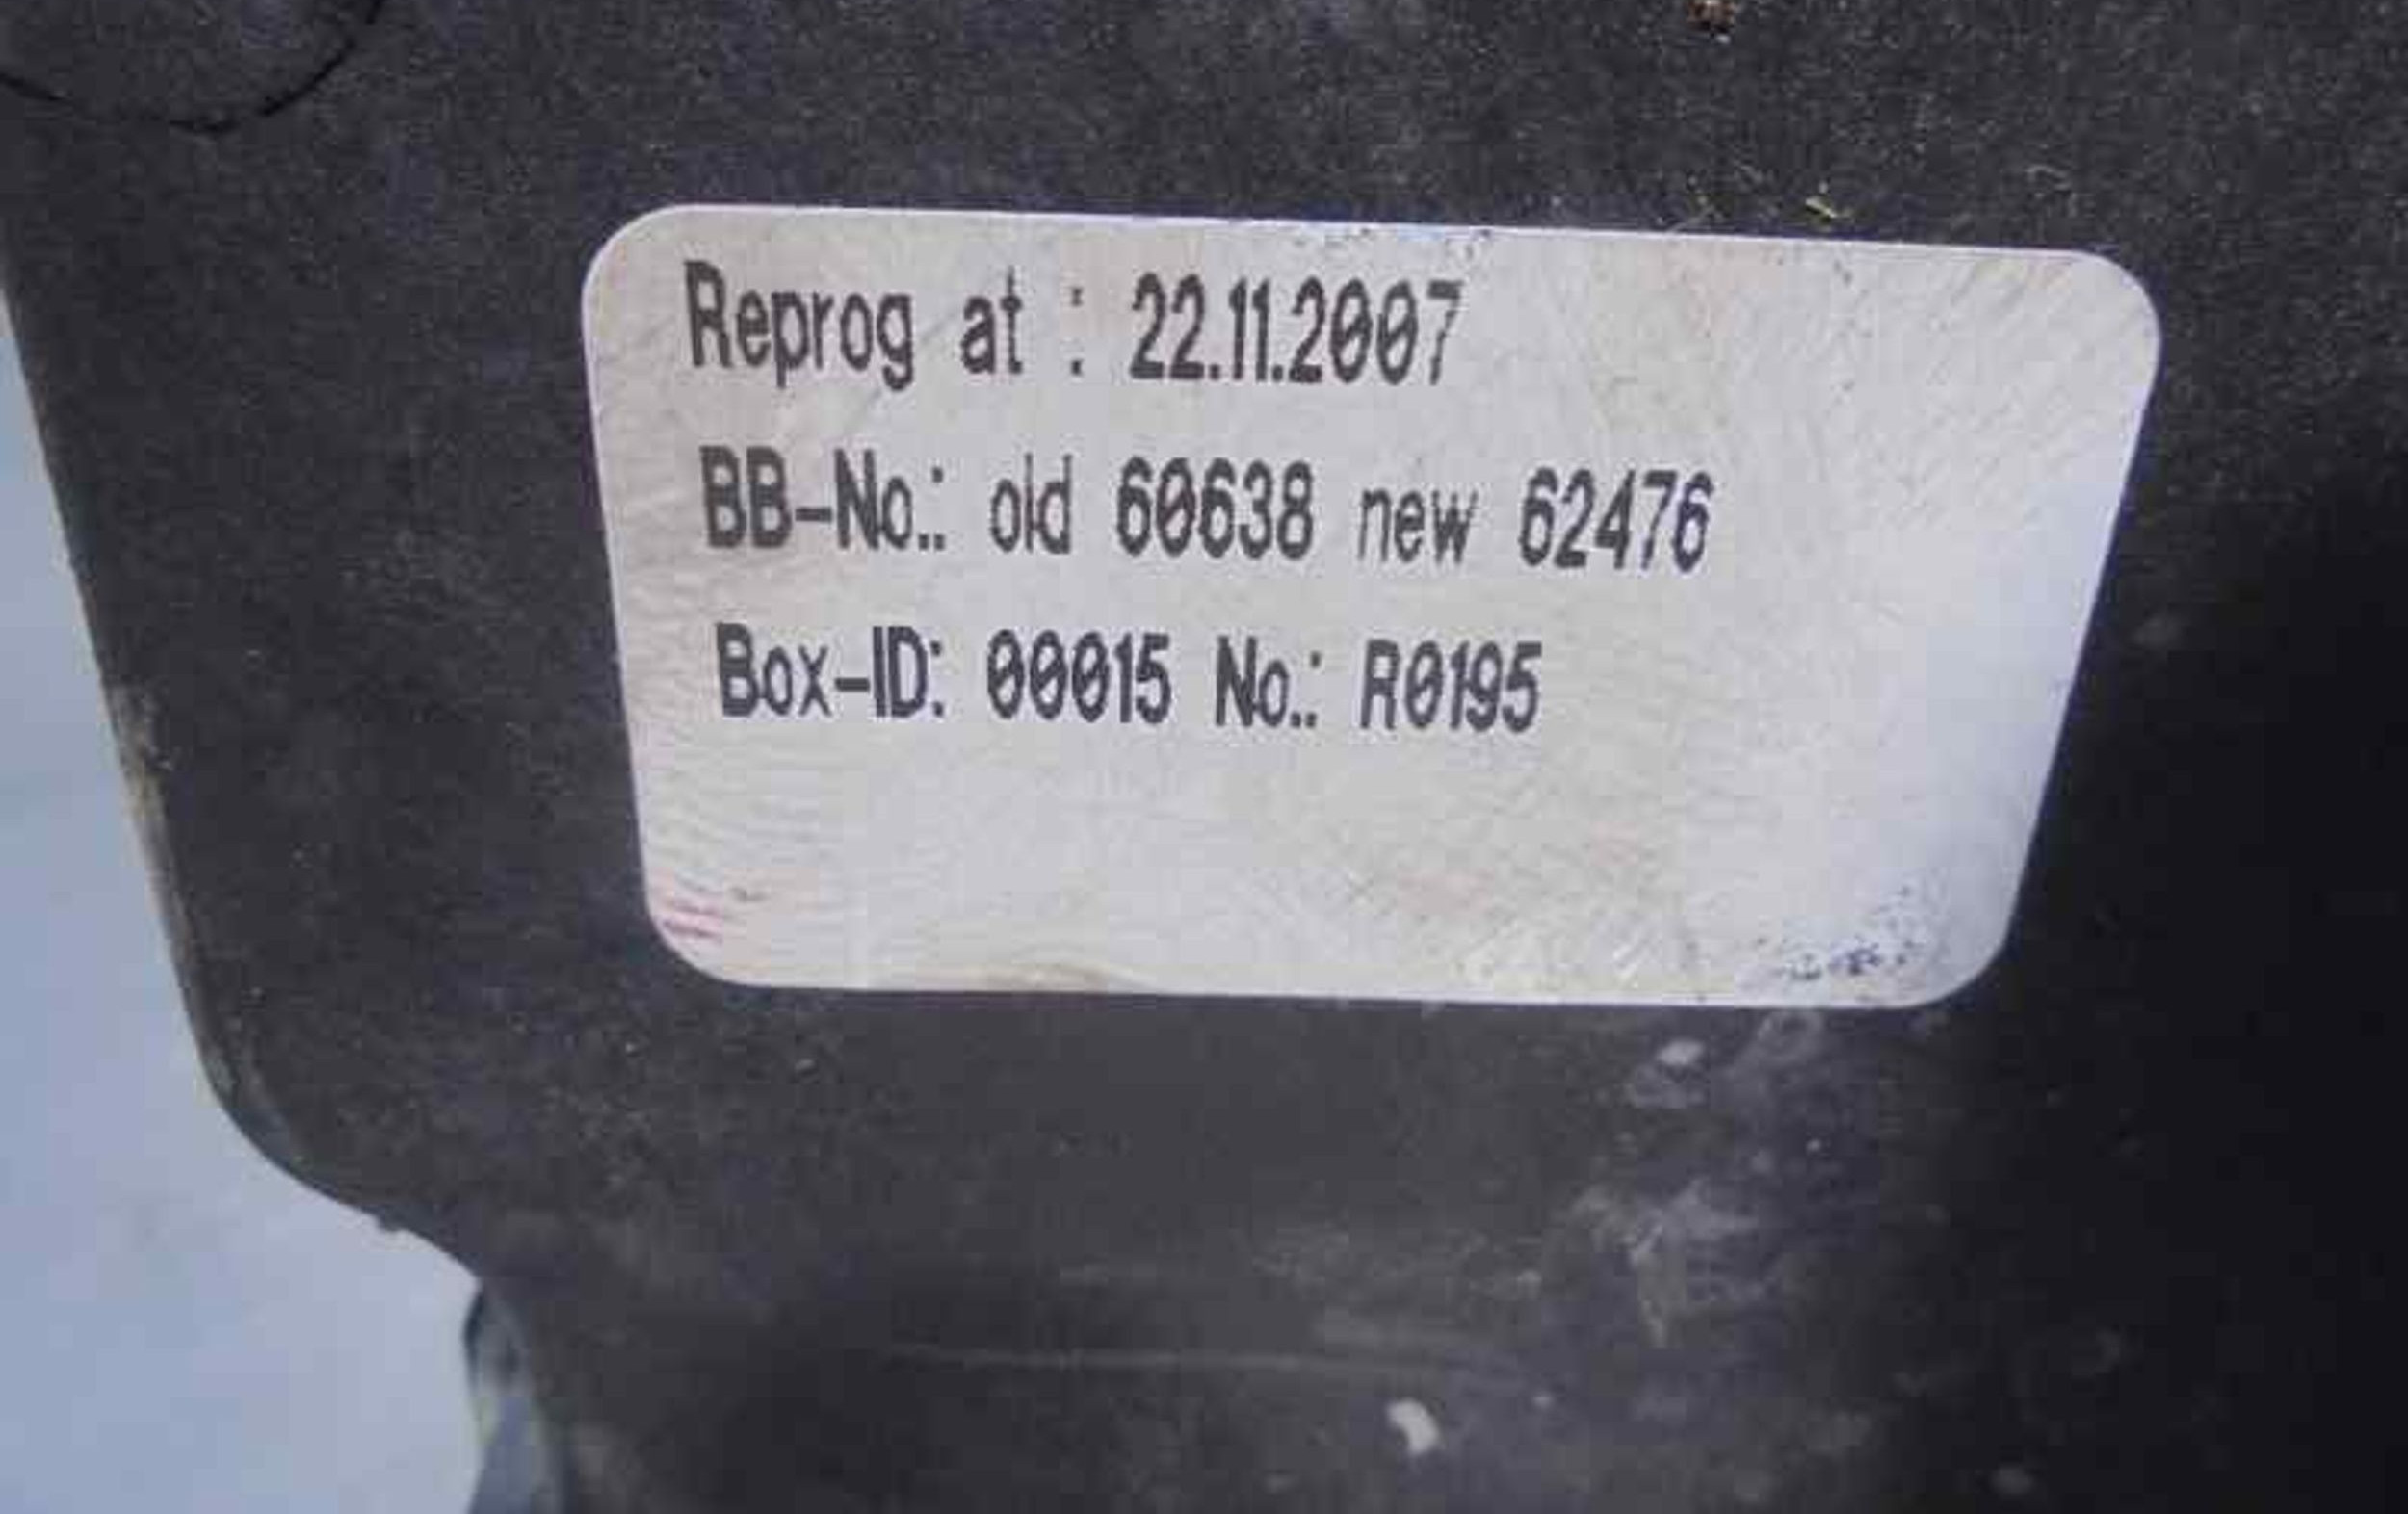 Reprog at : 22.11.2007
BB-No.: old 60638 new 62476
Box-ID: 00015 No.: R0195